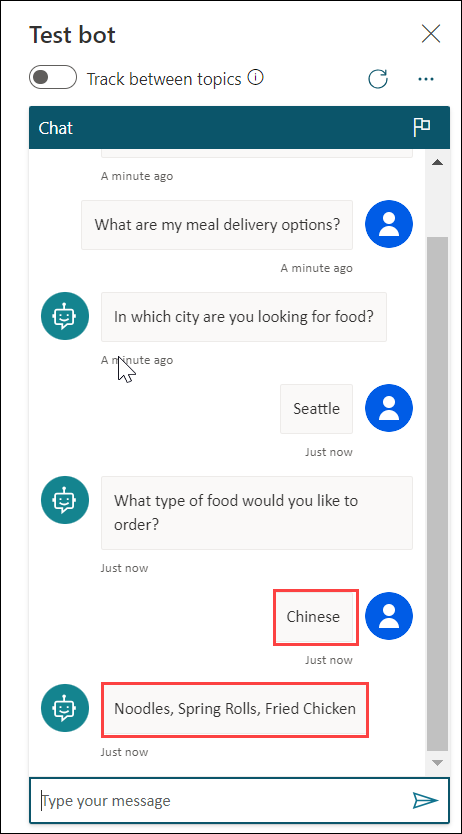 Test bot
Track between topics
Chat
A minute ago
What are my meal delivery options?
A minute ago
In which city are you looking for food?
A minute ago
Seattle
Just now
What type of food would you like to
order?
Just now
Chinese
Just now
Noodles, Spring Rolls, Fried Chicken
Just now
Type your message